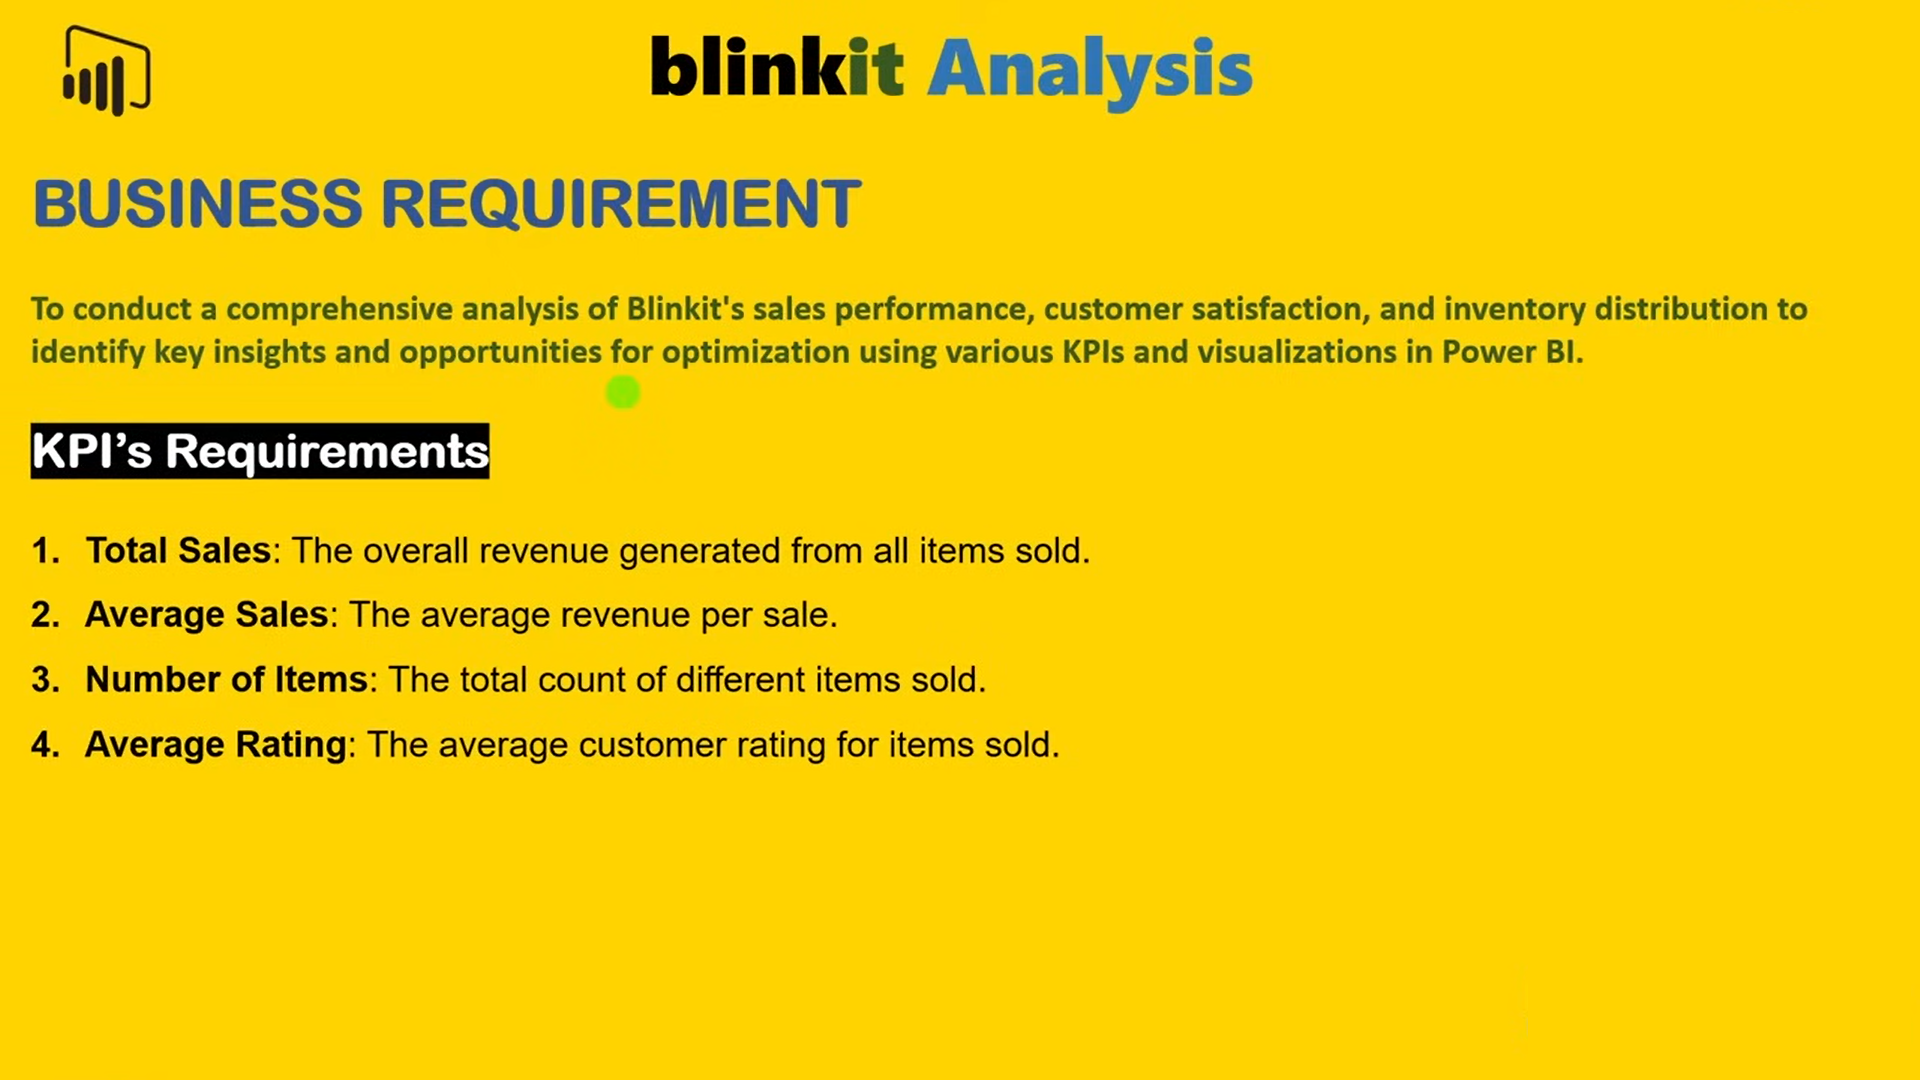 blinkit Analysis
BUSINESS REQUIREMENT
To conduct a comprehensive analysis of Blinkit's sales performance, customer satisfaction, and inventory distribution to
identify key insights and opportunities for optimization using various KPIs and visualizations in Power BI.
KPI’s Requirements
1. Total Sales: The overall revenue generated from all items sold.
2. Average Sales: The average revenue per sale.
3. Number of Items: The total count of different items sold.
4. Average Rating: The average customer rating for items sold.